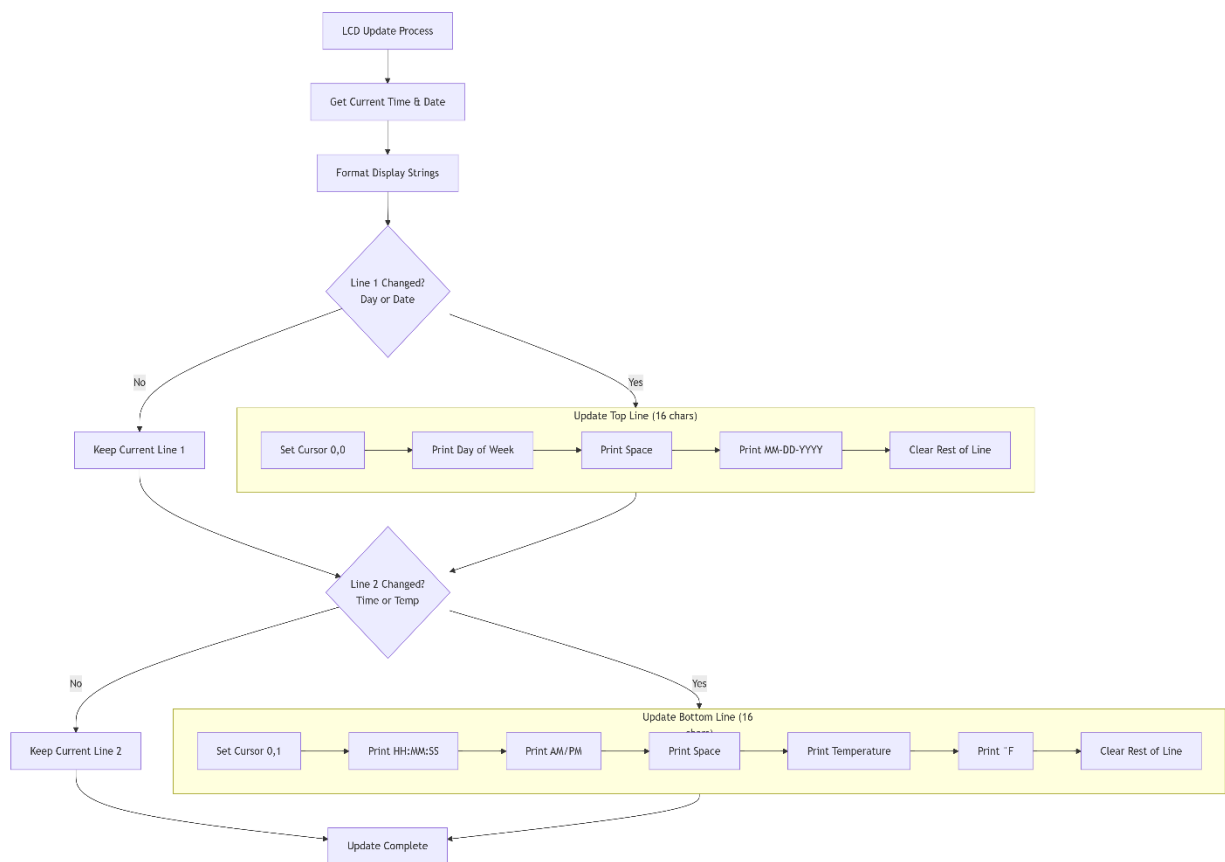 LCD Update Process
Get Current Time & Date
Format Display Strings
Line 1 Changed?
Day or Date
No
Yes
Update Top Line (16 chars)
Keep Current Line 1
Set Cursor 0,0
Print Day of Week
Print Space
Print MM-DD-YYYY
Clear Rest of Line
Line 2 Changed?
Time or Temp
No
Yes
Update Bottom Line (16
chars)
Keep Current Line 2
Set Cursor 0,1
Print HH:MM:SS
Print AM/PM
Print Space
Print Temperature
Print °F
Clear Rest of Line
Update Complete